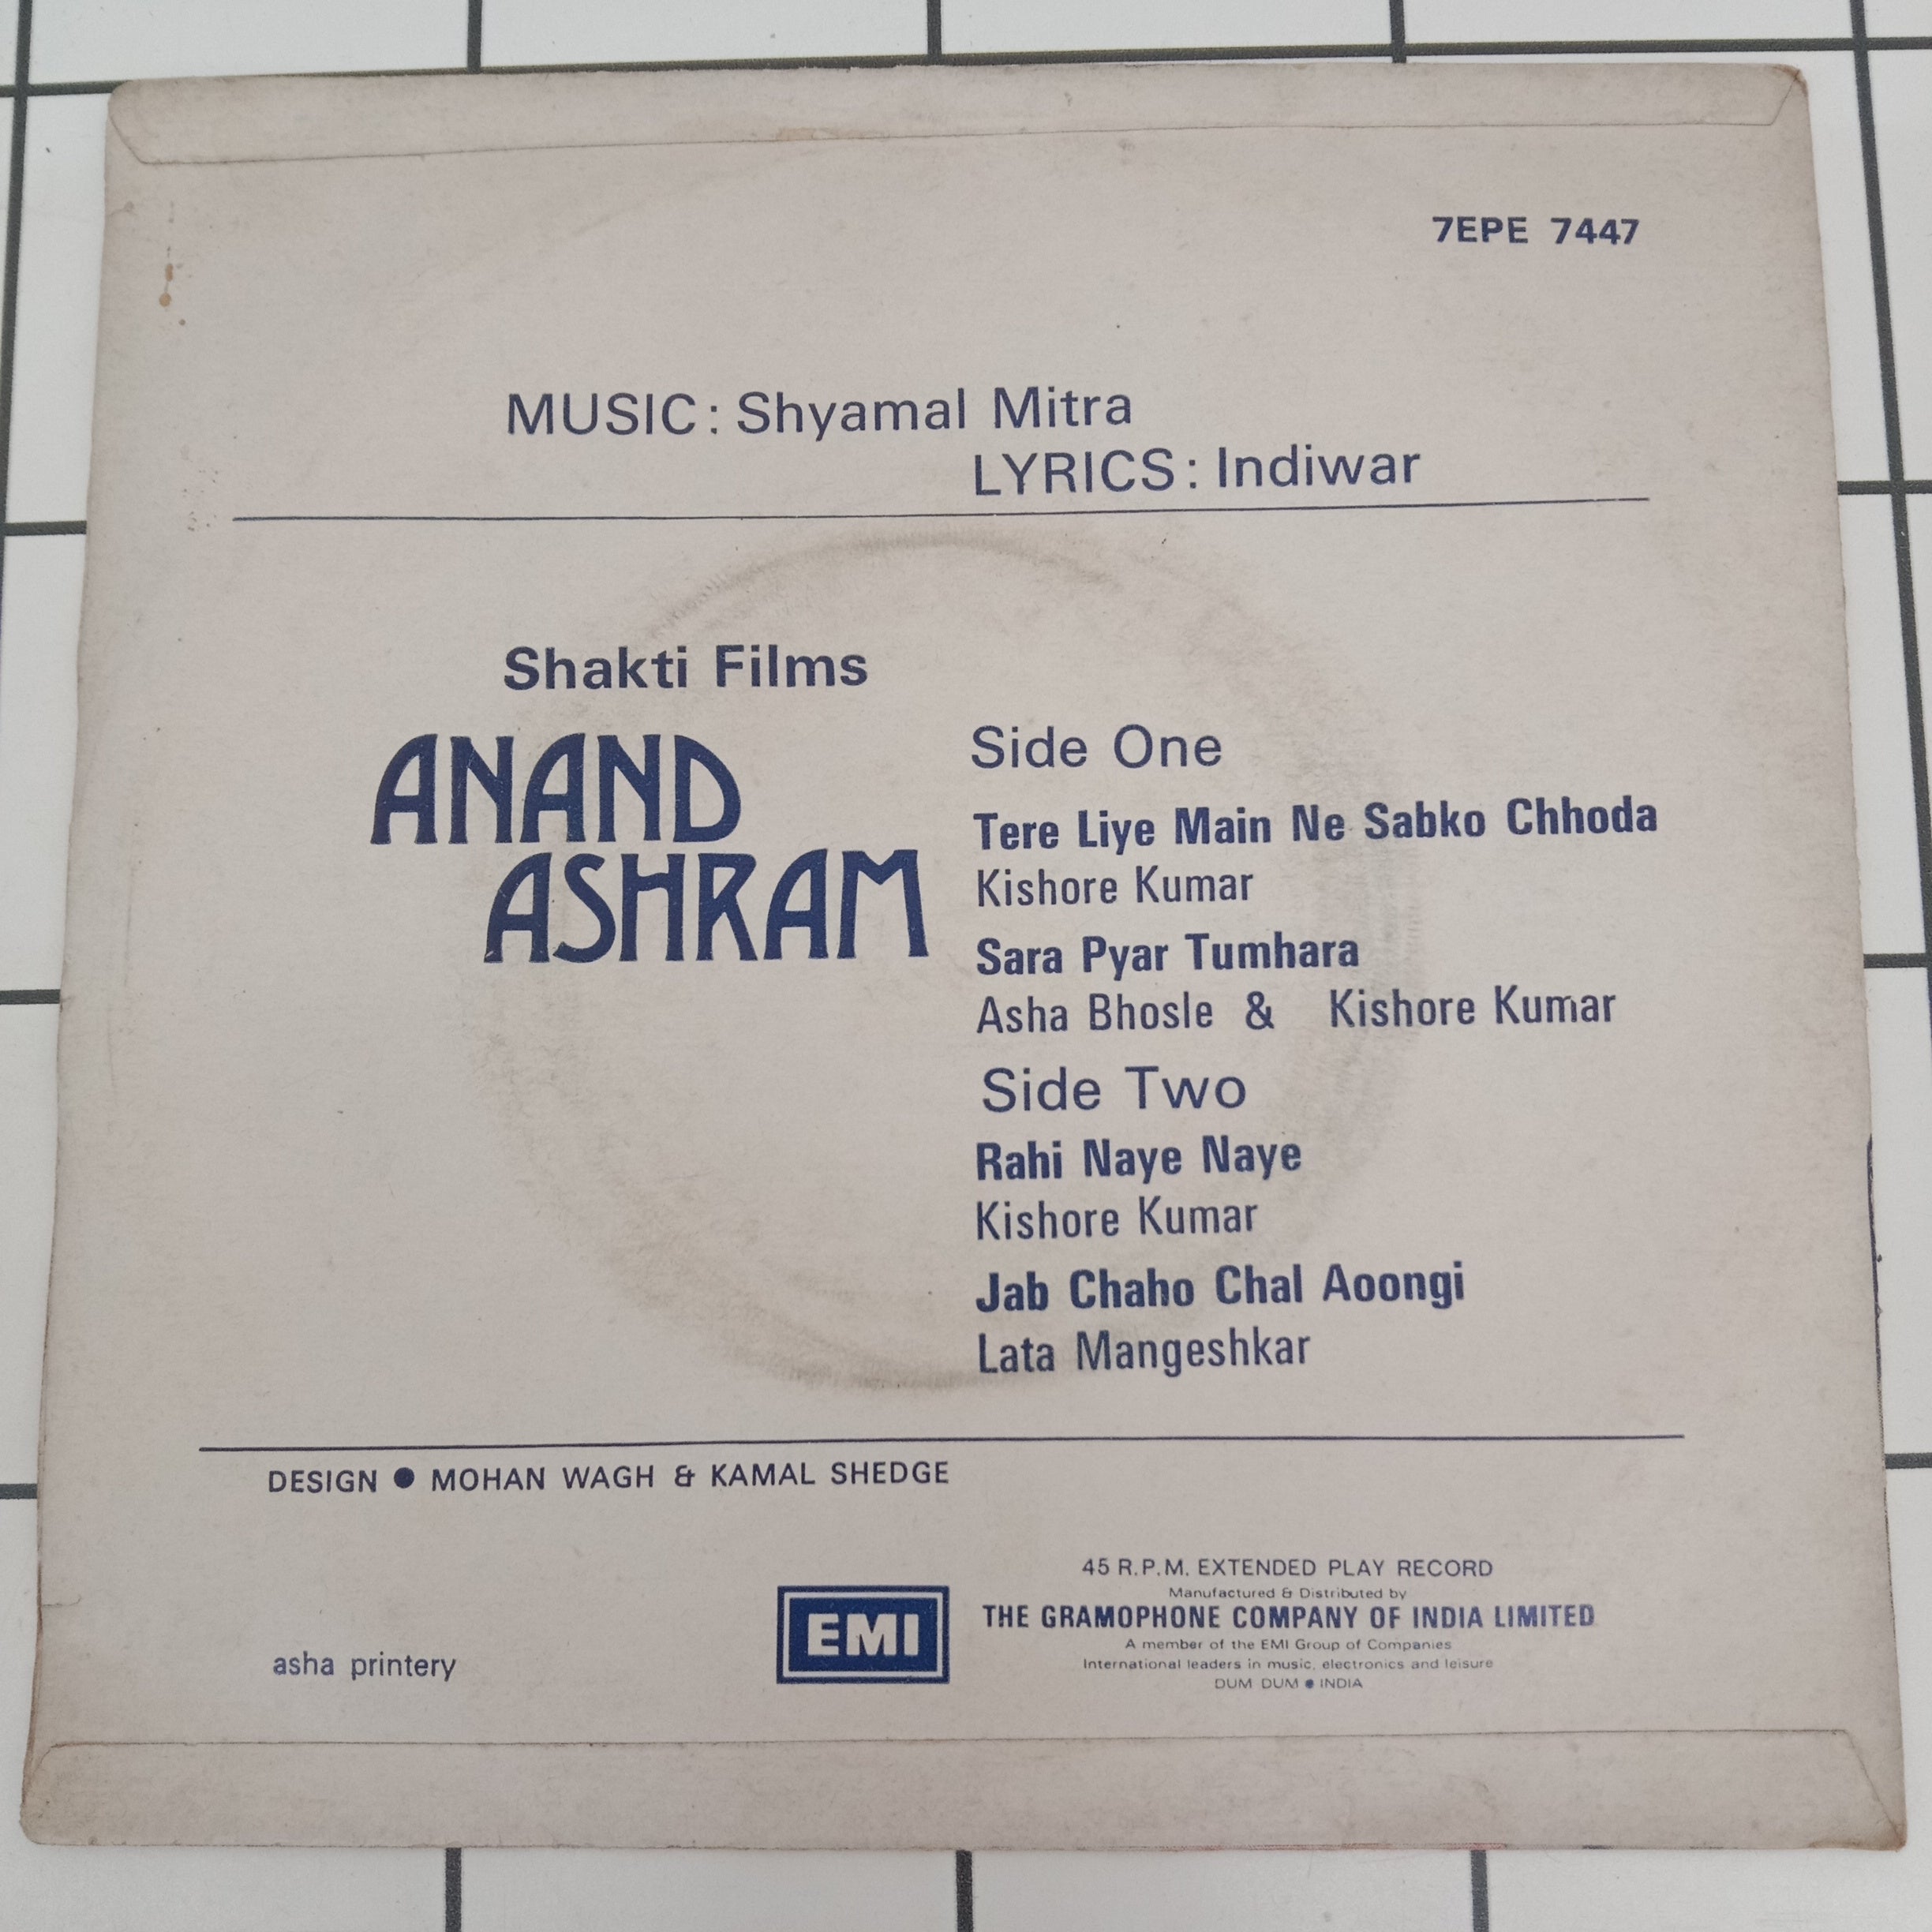 7EPE 7447
MUSIC: Shyamal Mitra
LYRICS: Indiwar
Shakti Films
ANAND
ASHRAM
Side One
Tere Liye Main Ne Sabko Chhoda
Kishore Kumar
Sara Pyar Tumhara
Asha Bhosle & Kishore Kumar
Side Two
Rahi Naye Naye
Kishore Kumar
Jab Chaho Chal Aoongi
Lata Mangeshkar
DESIGN ● MOHAN WAGH & KAMAL SHEDGE
asha printery
EMI
45 R.P.M. EXTENDED PLAY RECORD
Manufactured & Distributed by
THE GRAMOPHONE COMPANY OF INDIA LIMITED
A member of the EMI Group of Companies
International leaders in music, electronics and leisure
DUM DUM ● INDIA